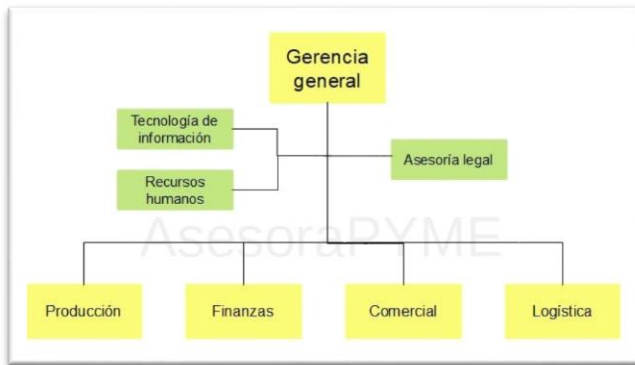 Gerencia
general
Tecnología de
información
Asesoría legal
Recursos
humanos
AsesoraPYME
Producción
Finanzas
Comercial
Logística